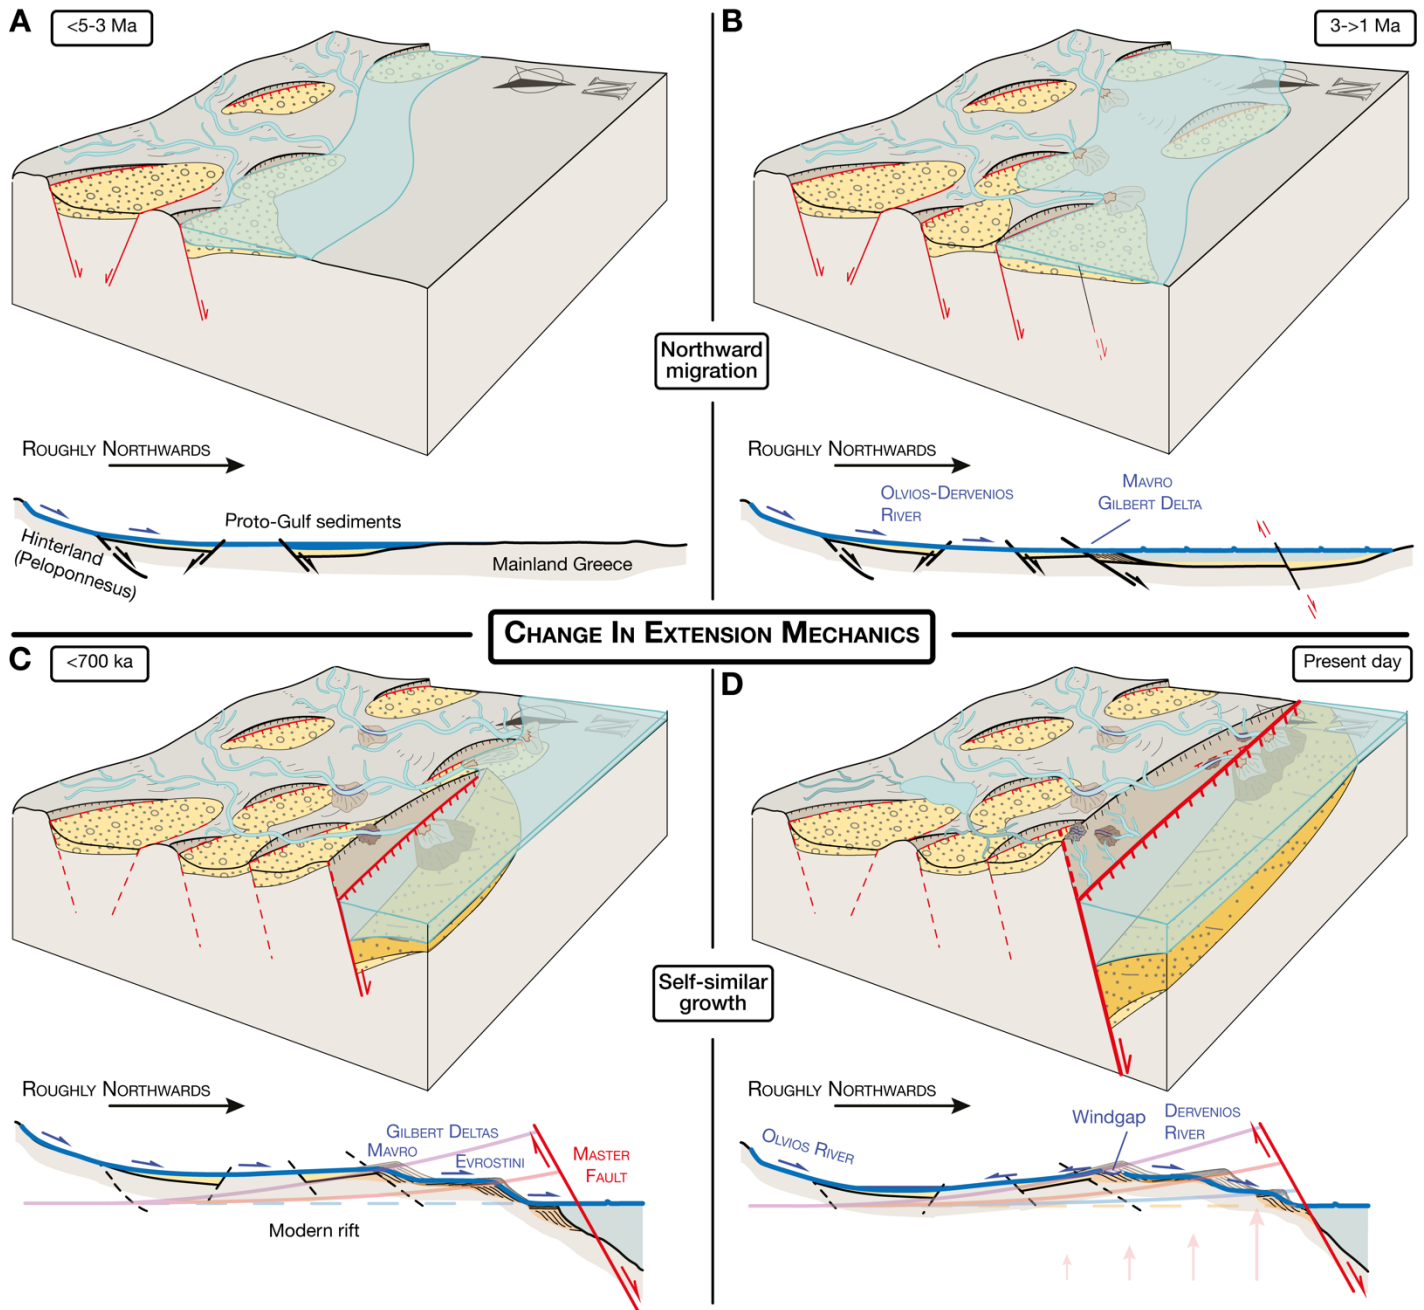 A
<5-3 Ma
N
B
3->1 Ma
N
Northward
migration
ROUGHLY NORTHWARDS
Proto-Gulf sediments
Hinterland
(Peloponnesus)
Mainland Greece
ROUGHLY NORTHWARDS
OLVIOS-DERVENIOS
RIVER
MAVRO
GILBERT DELTA
CHANGE IN EXTENSION MECHANICS
C
<700 ka
N
D
Present day
N
Self-similar
growth
ROUGHLY NORTHWARDS
GILBERT DELTAS
MAVRO
EVROSTINI
MASTER
FAULT
Modern rift
ROUGHLY NORTHWARDS
OLVIOS RIVER
Windgap
DERVENIOS
RIVER